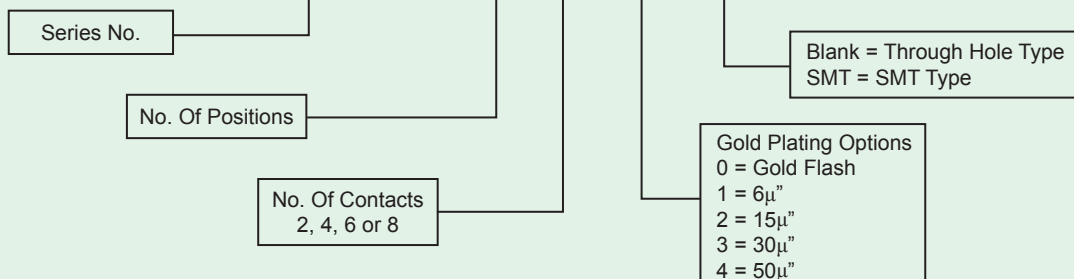 Series No.
Blank = Through Hole Type
SMT = SMT Type
No. Of Positions
Gold Plating Options
0 = Gold Flash
1 = 6μ”
2 = 15μ”
3 = 30μ”
4 = 50μ”
No. Of Contacts
2, 4, 6 or 8